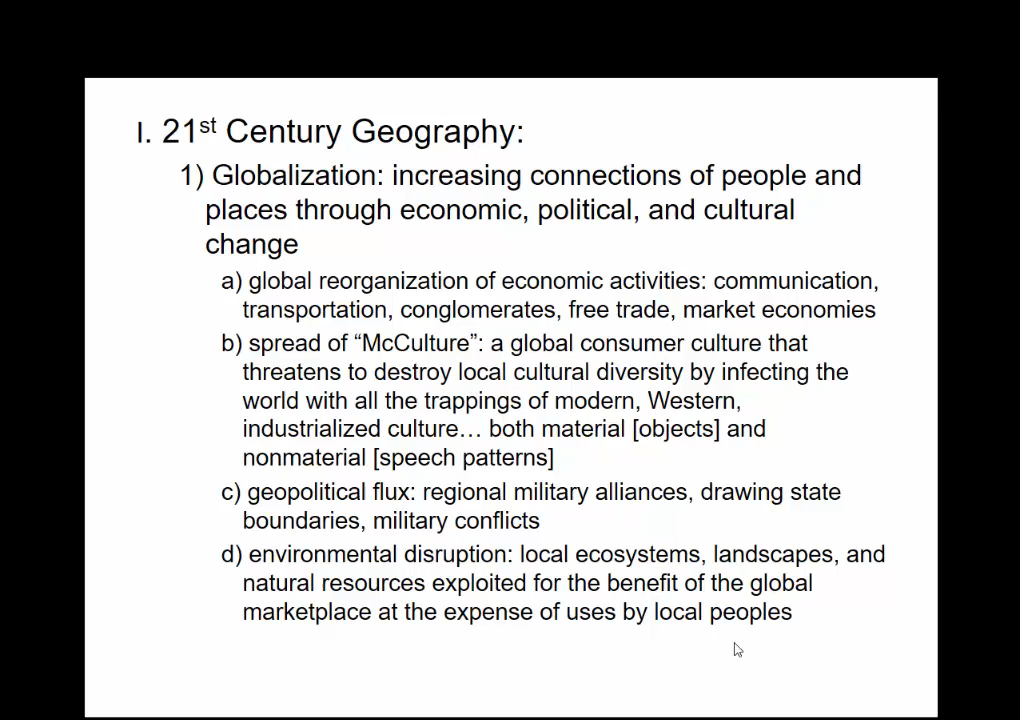 I. 21st Century Geography:
1) Globalization: increasing connections of people and
places through economic, political, and cultural
change
a) global reorganization of economic activities: communication,
transportation, conglomerates, free trade, market economies
b) spread of “McCulture”: a global consumer culture that
threatens to destroy local cultural diversity by infecting the
world with all the trappings of modern, Western,
industrialized culture… both material [objects] and
nonmaterial [speech patterns]
c) geopolitical flux: regional military alliances, drawing state
boundaries, military conflicts
d) environmental disruption: local ecosystems, landscapes, and
natural resources exploited for the benefit of the global
marketplace at the expense of uses by local peoples